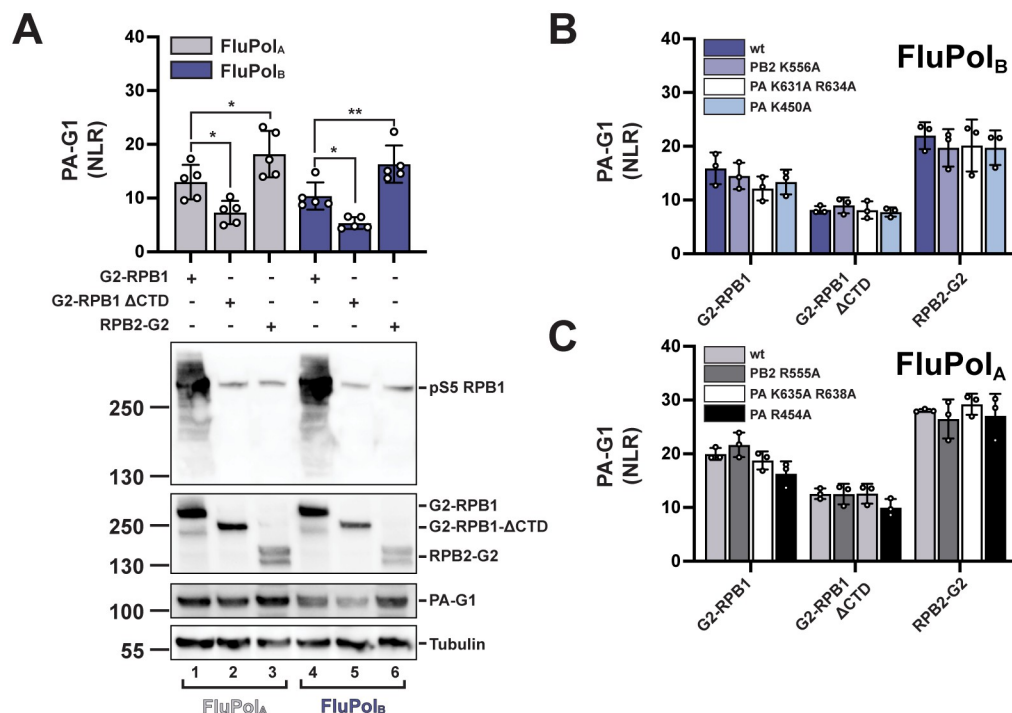 A
PA-G1
(NLR)
40
30
20
10
0
FluPolA
FluPolB
*
*
*
**
G2-RPB1 + - - + - -
G2-RPB1 ΔCTD - + - - + -
RPB2-G2 - - + - - +
pS5 RPB1
250
130
G2-RPB1
250
G2-RPB1-ΔCTD
RPB2-G2
130
PA-G1
100
Tubulin
55
1 2 3 4 5 6
FluPolA FluPolB
B
FluPolB
PA-G1
(NLR)
40
30
20
10
0
wt
PB2 K556A
PA K631A R634A
PA K450A
G2-RPB1
G2-RPB1
ΔCTD
RPB2-G2
C
FluPolA
PA-G1
(NLR)
40
30
20
10
0
wt
PB2 R555A
PA K635A R638A
PA R454A
G2-RPB1
G2-RPB1
ΔCTD
RPB2-G2